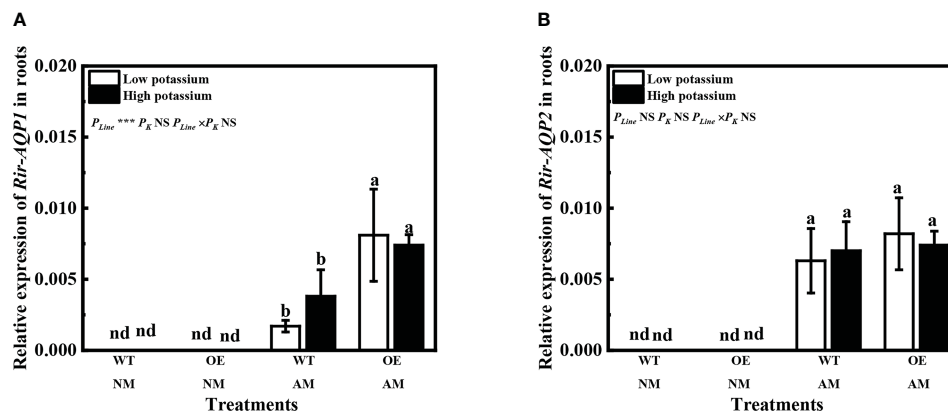 A
Relative expression of Rir-AQP1 in roots
0.020
0.015
0.010
0.005
0.000
Low potassium
High potassium
PLine *** PK NS PLine ×PK NS
nd nd nd nd b b a a
WT OE WT OE
NM NM AM AM
Treatments
B
Relative expression of Rir-AQP2 in roots
0.020
0.015
0.010
0.005
0.000
Low potassium
High potassium
PLine NS PK NS PLine ×PK NS
nd nd nd nd a a a a
WT OE WT OE
NM NM AM AM
Treatments